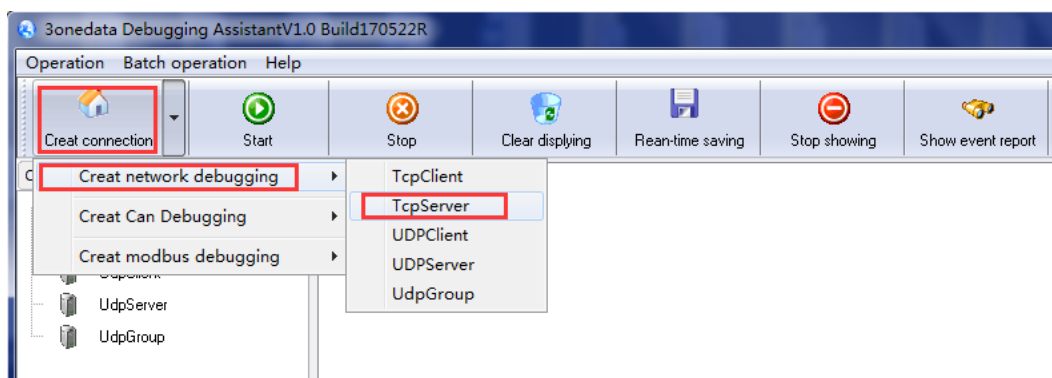 3onedata Debugging AssistantV1.0 Build170522R
Operation Batch operation Help
Creat connection Start Stop Clear displying Rean-time saving Stop showing Show event report
Creat network debugging TcpClient
TcpServer
Creat Can Debugging UDPClient
Creat modbus debugging UDPServer
UdpGroup
UdpServer
UdpGroup